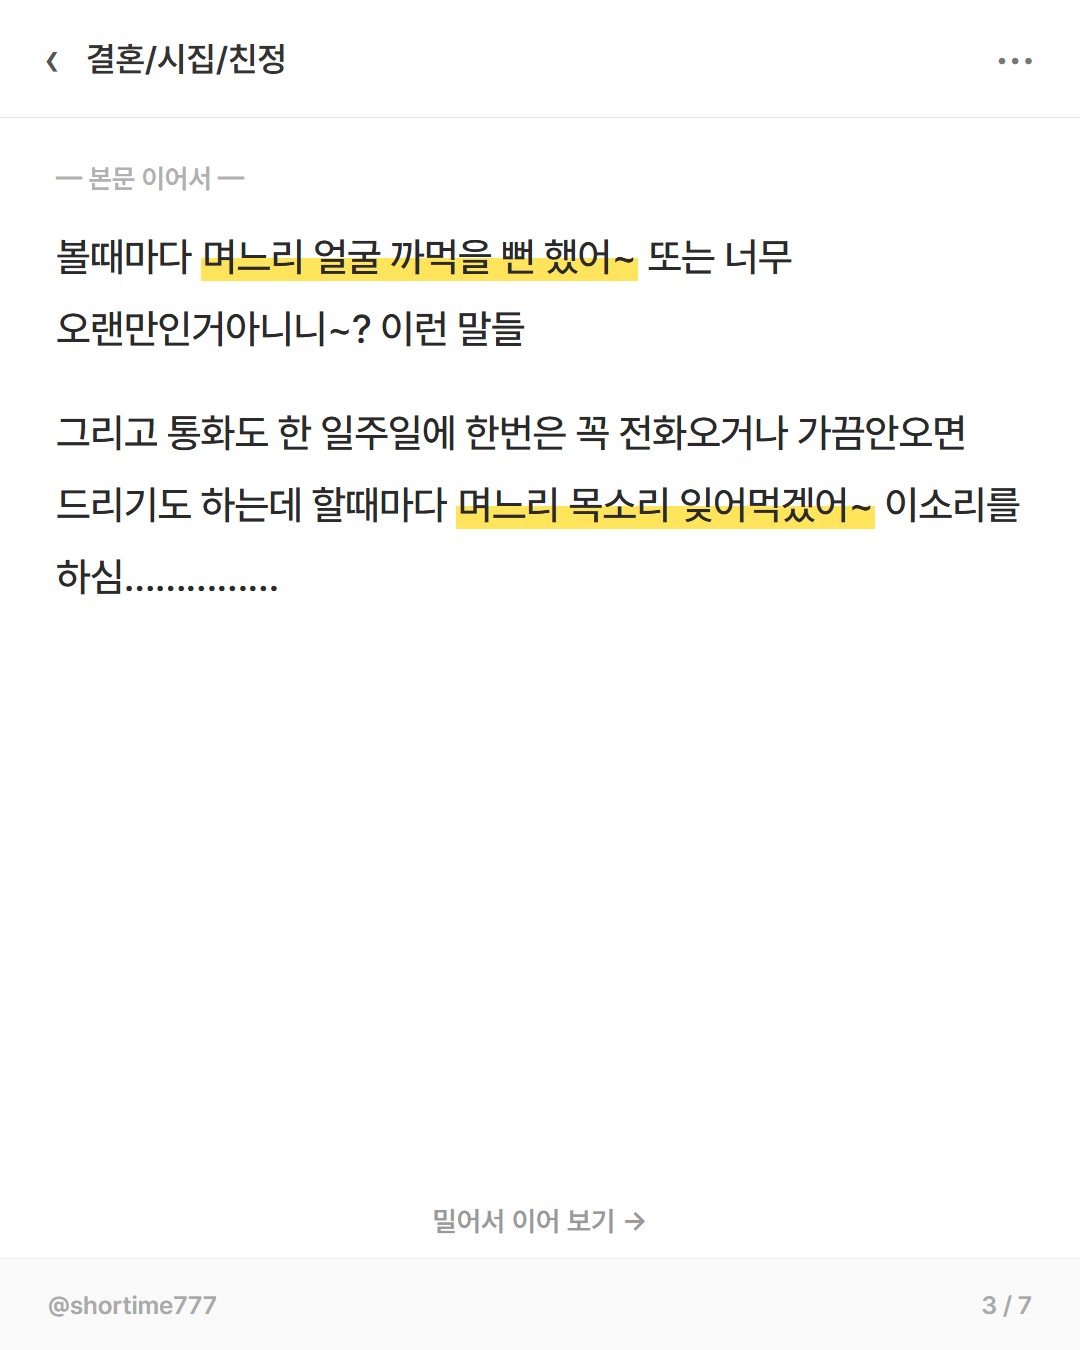 ‹ 결혼/시집/친정 •••
— 본문 이어서 —
볼때마다 며느리 얼굴 까먹을 뻔 했어~ 또는 너무
오랜만인거아니니~? 이런 말들
그리고 통화도 한 일주일에 한번은 꼭 전화오거나 가끔안오면
드리기도 하는데 할때마다 며느리 목소리 잊어먹겠어~ 이소리를
하심...............
밀어서 이어 보기 →
@shortime777 3 / 7